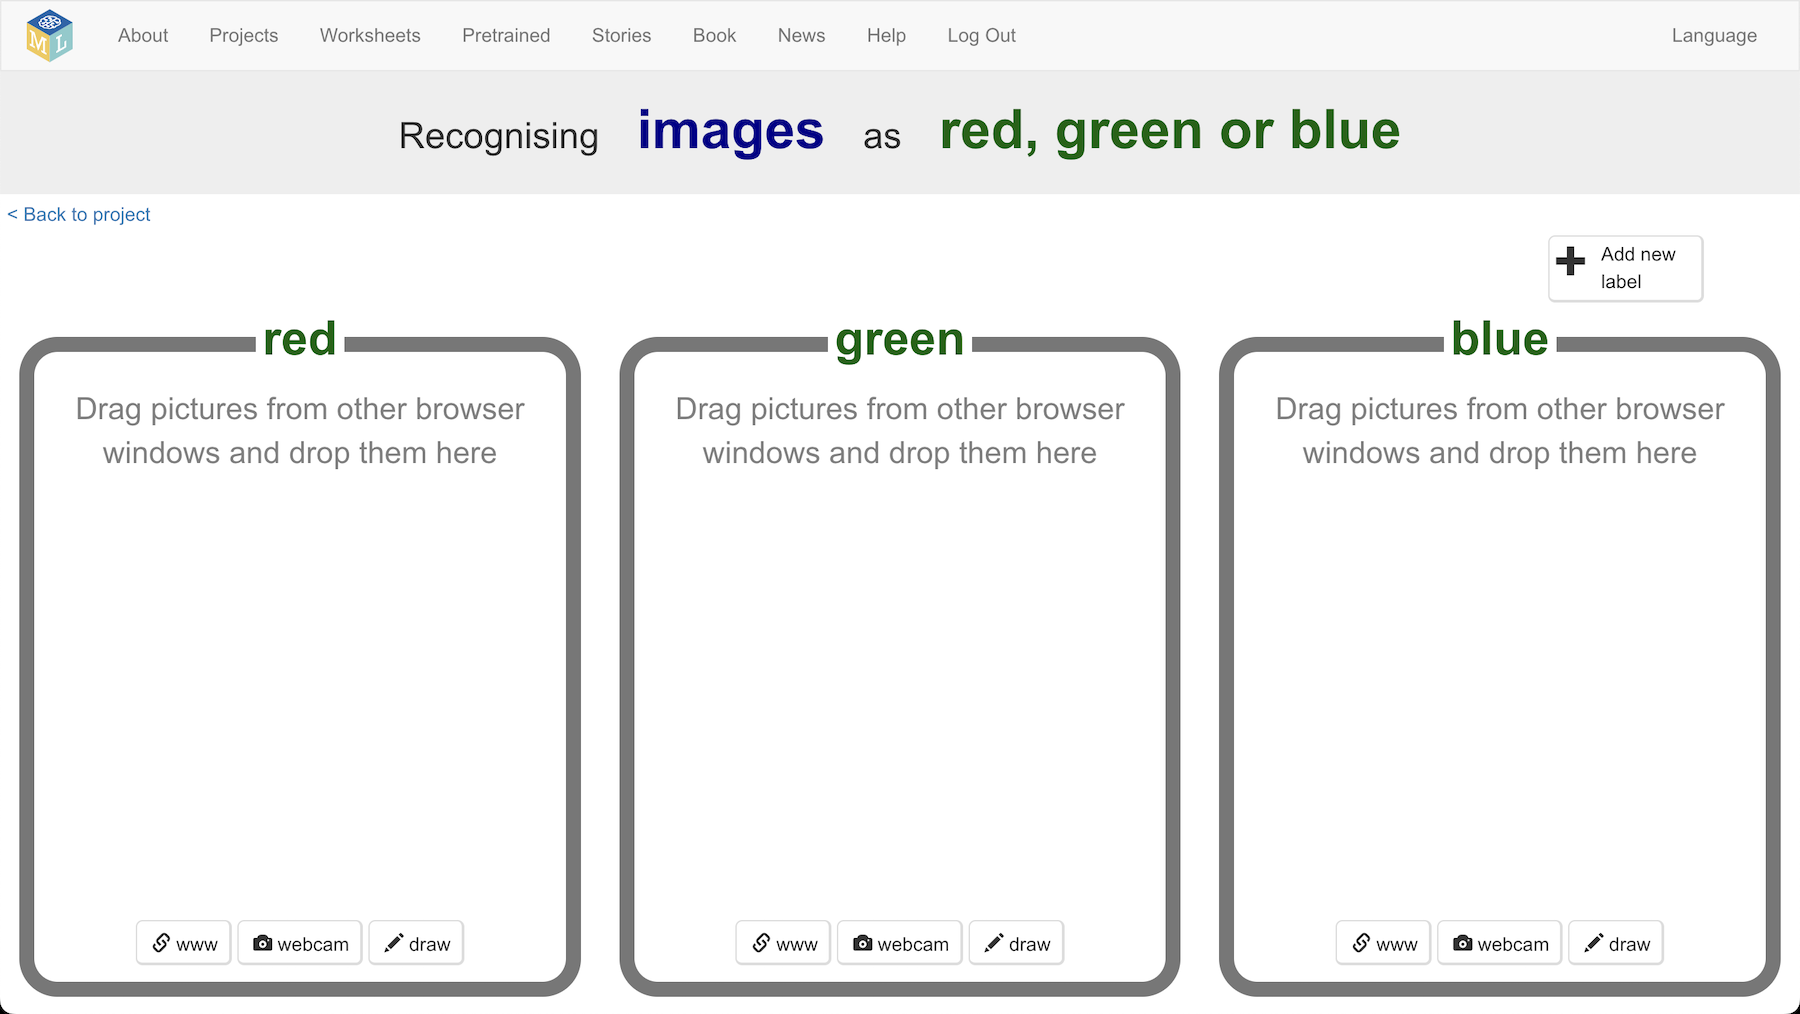 M L
About Projects Worksheets Pretrained Stories Book News Help Log Out Language
Recognising images as red, green or blue
< Back to project
Add new
label
red
Drag pictures from other browser
windows and drop them here
www webcam draw
green
Drag pictures from other browser
windows and drop them here
www webcam draw
blue
Drag pictures from other browser
windows and drop them here
www webcam draw